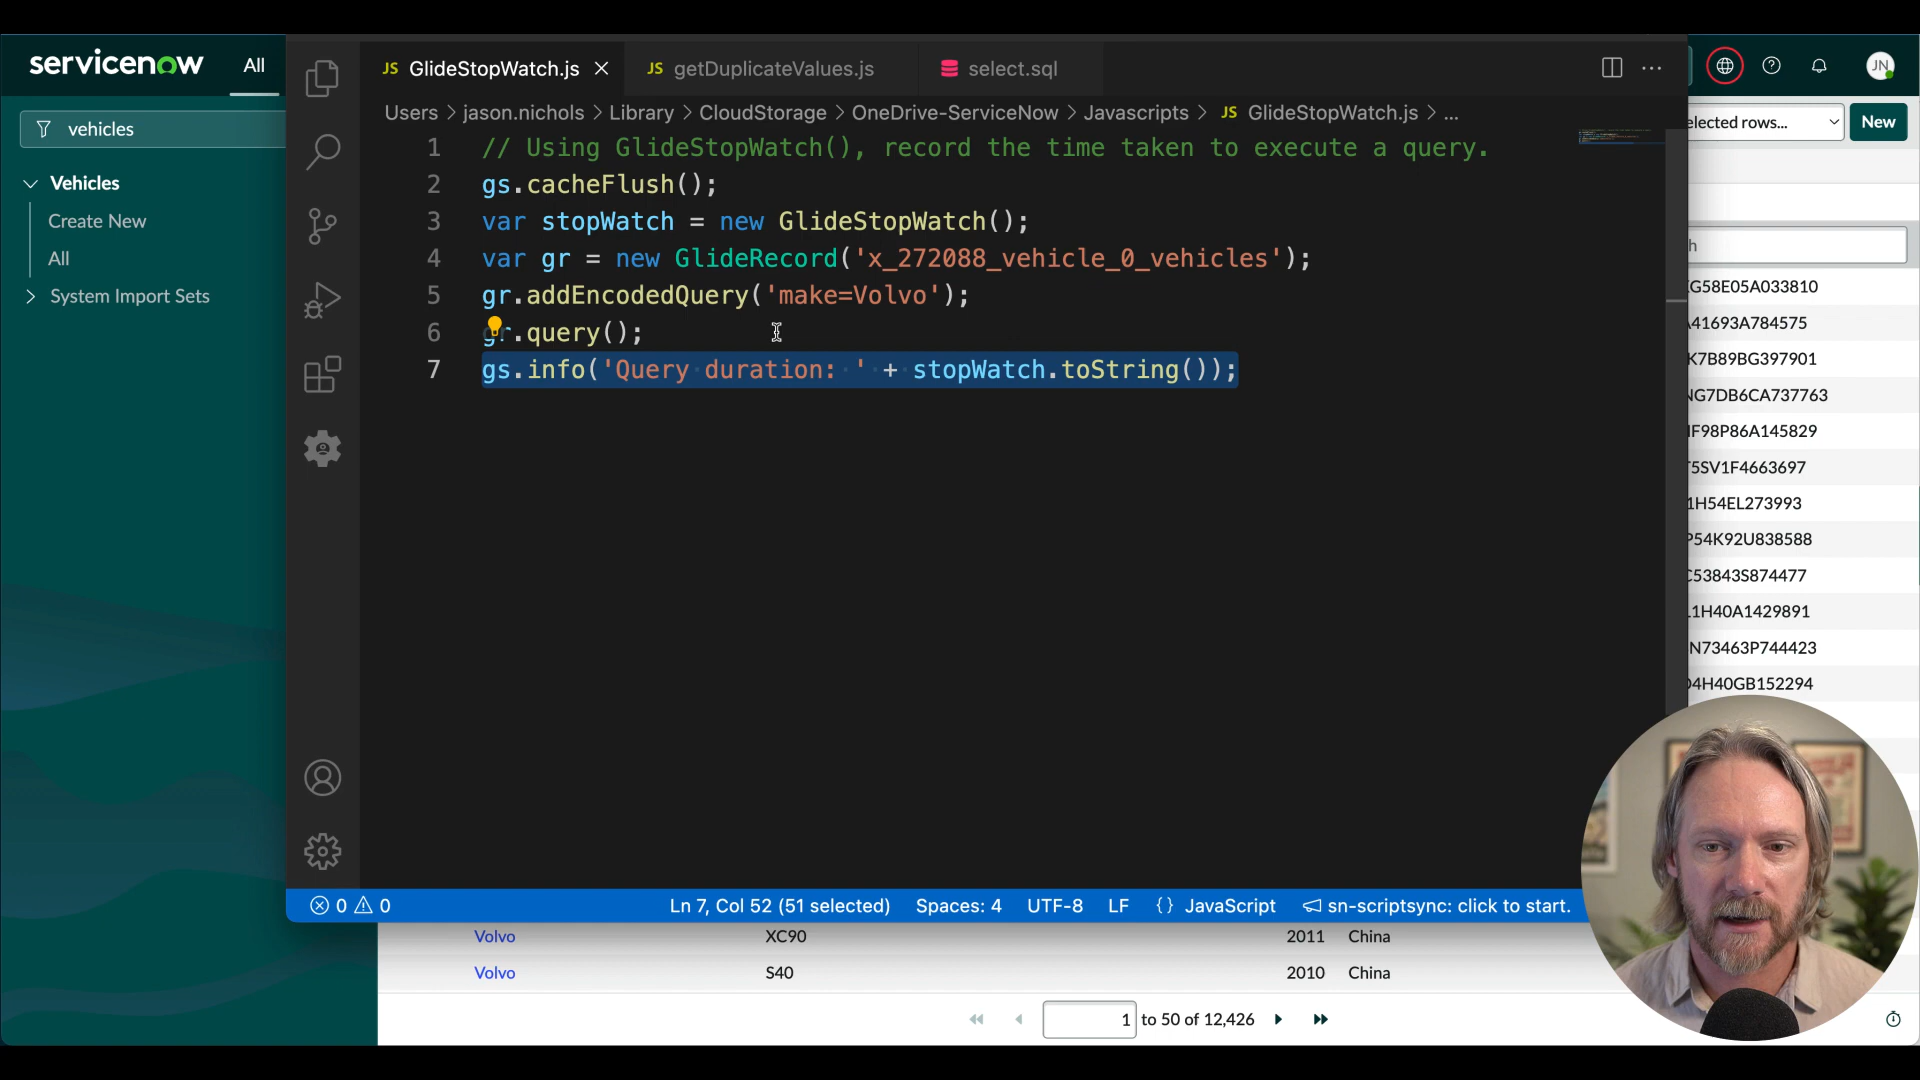 servicenow
All
JN
vehicles
Vehicles
Create New
All
System Import Sets
JS GlideStopWatch.js
JS getDuplicateValues.js
select.sql
Users > jason.nichols > Library > CloudStorage > OneDrive-ServiceNow > Javascripts > JS GlideStopWatch.js > ...
1 // Using GlideStopWatch(), record the time taken to execute a query.
2 gs.cacheFlush();
3 var stopWatch = new GlideStopWatch();
4 var gr = new GlideRecord('x_272088_vehicle_0_vehicles');
5 gr.addEncodedQuery('make=Volvo');
6 gr.query();
7 gs.info('Query duration: ' + stopWatch.toString());
rows...
New
G58E05A033810
41693A784575
K7B89BG397901
G7DB6CA737763
F98P86A145829
5SV1F4663697
1H54EL273993
P54K92U838588
C53843S874477
1H40A1429891
N73463P744423
4H40GB152294
0 0
Ln 7, Col 52 (51 selected)
Spaces: 4
UTF-8
LF
{} JavaScript
sn-scriptsync: click to start.
Volvo XC90 2011 China
Volvo S40 2010 China
1 to 50 of 12,426